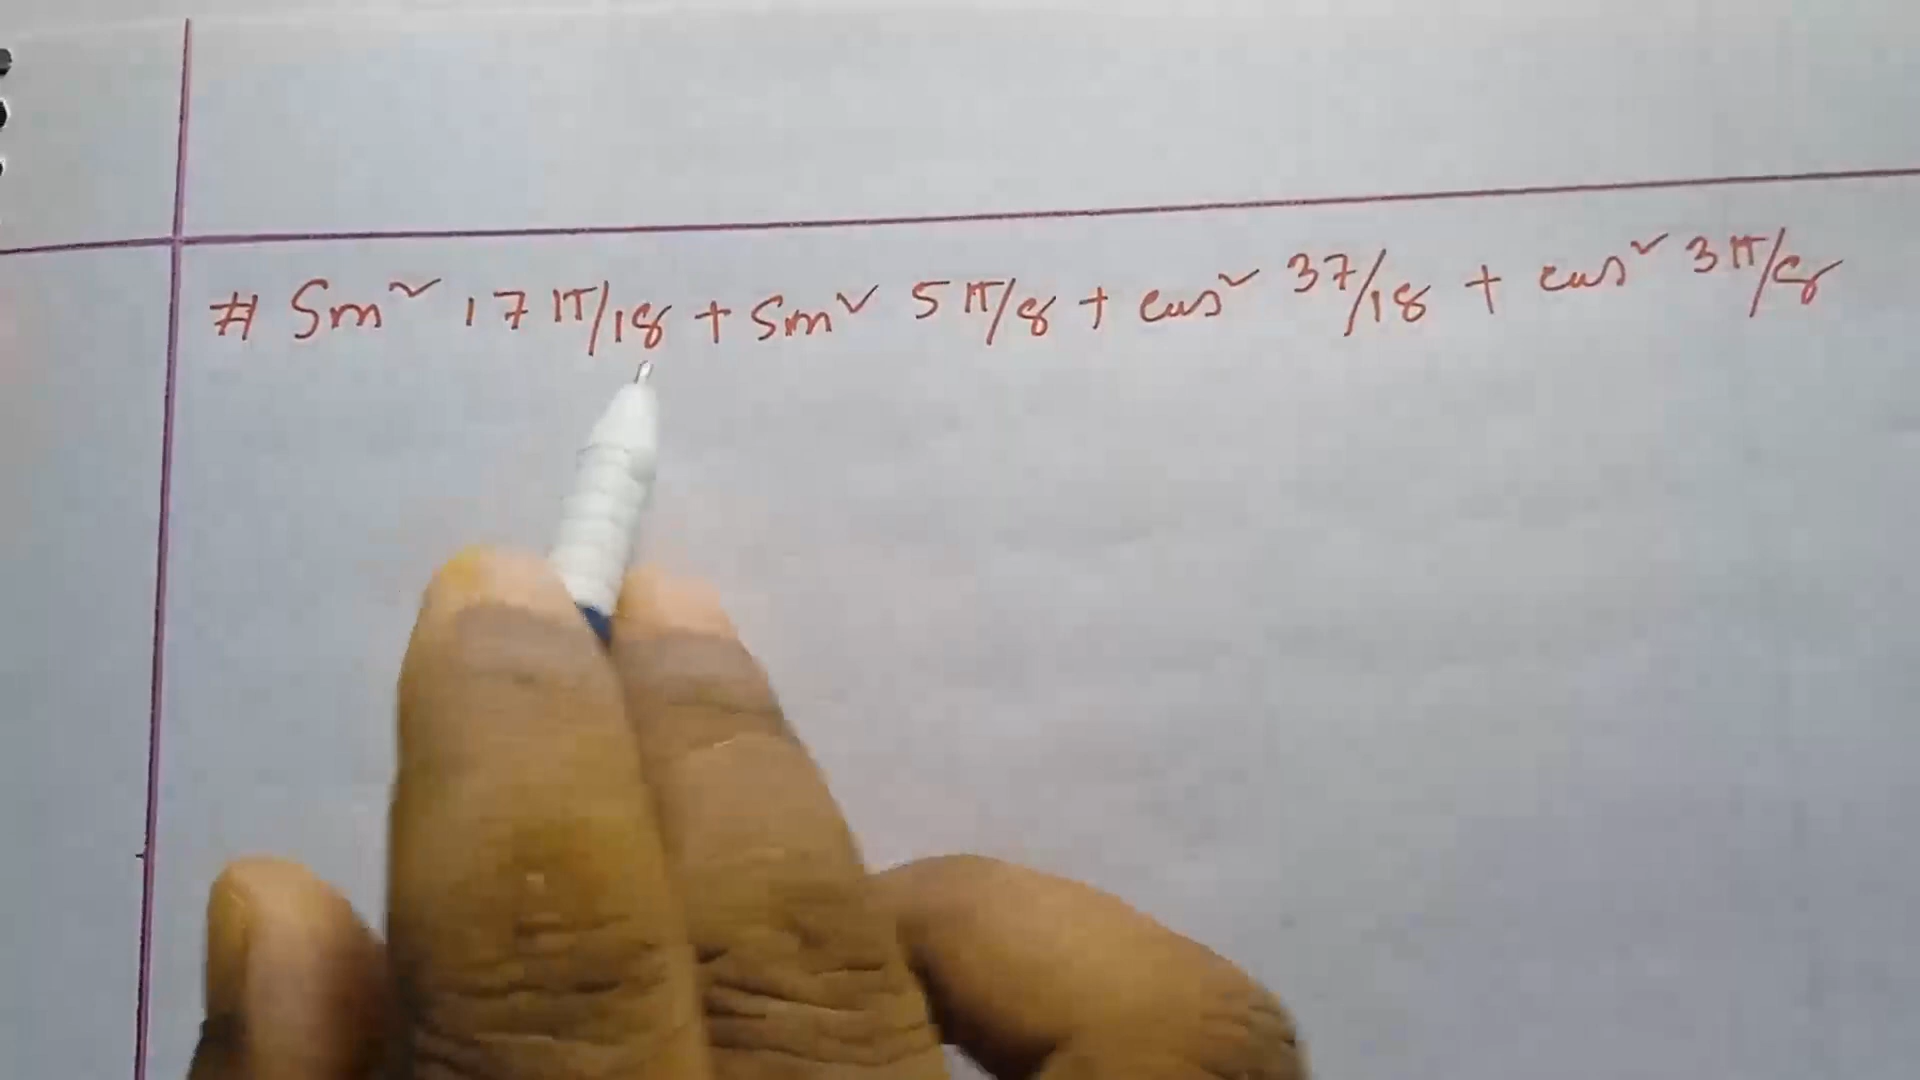 # Sin² 17π/18 + Sin² 5π/8 + cos² 37/18 + cos² 3π/8